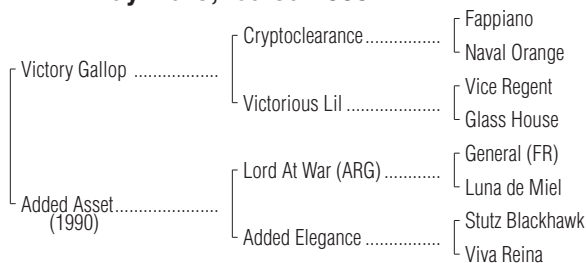 Fappiano
Cryptoclearance
Naval Orange
Victory Gallop
Vice Regent
Victorious Lil
Glass House
General (FR)
Lord At War (ARG)
Luna de Miel
Added Asset
(1990)
Stutz Blackhawk
Added Elegance
Viva Reina